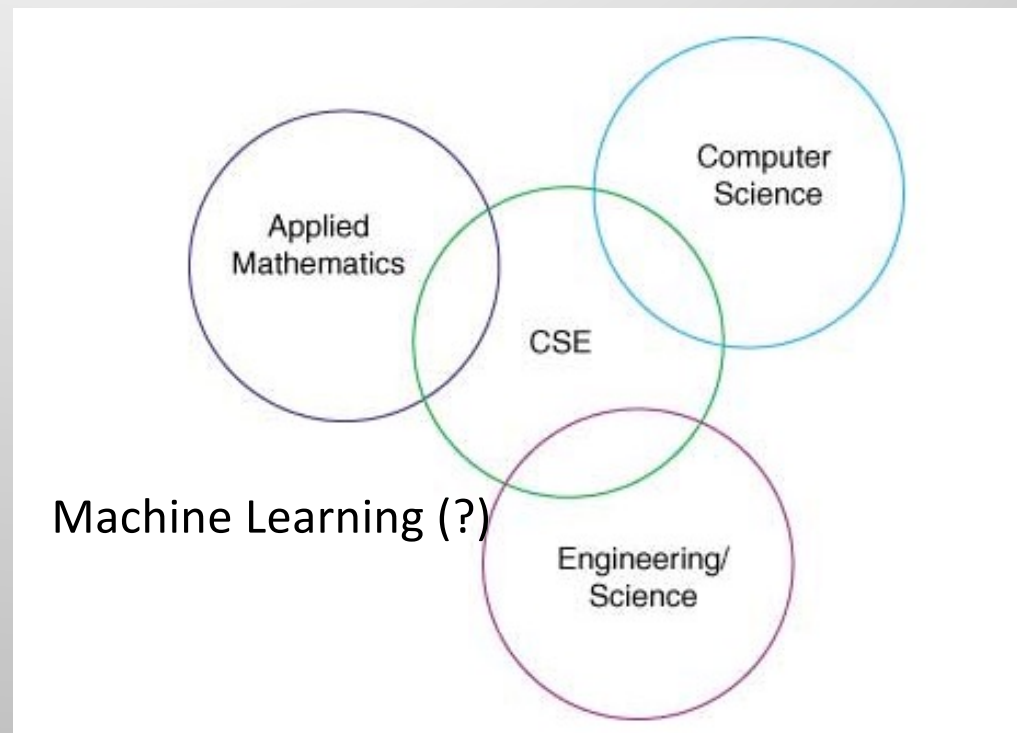 Computer
Science
Applied
Mathematics
CSE
Machine Learning (?)
Engineering/
Science